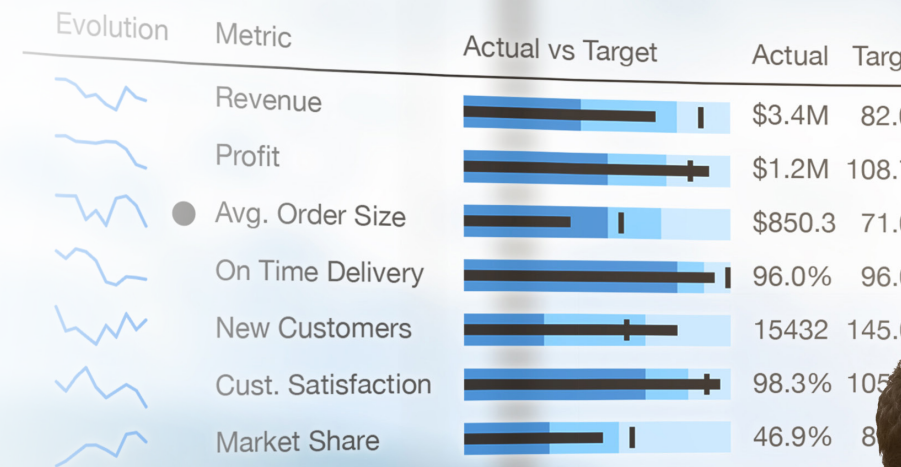 Evolution Metric Actual vs Target Actual
Revenue $3.4M
Profit $1.2M
Avg. Order Size $850.3
On Time Delivery 96.0%
New Customers 15432
Cust. Satisfaction 98.3%
Market Share 46.9%